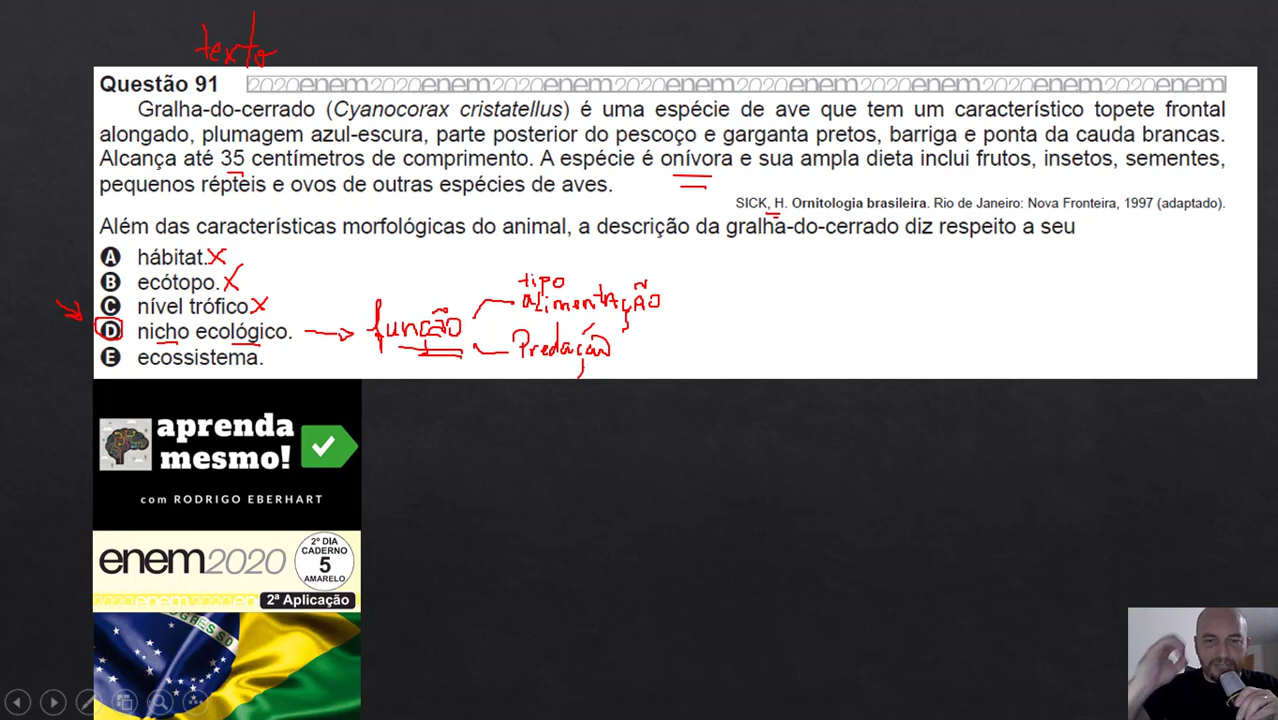 texto
Questão 91 2020enem2020enem2020enem2020enem2020enem2020enem2020enem2020enem
Gralha-do-cerrado (Cyanocorax cristatellus) é uma espécie de ave que tem um característico topete frontal
alongado, plumagem azul-escura, parte posterior do pescoço e garganta pretos, barriga e ponta da cauda brancas.
Alcança até 35 centímetros de comprimento. A espécie é onívora e sua ampla dieta inclui frutos, insetos, sementes,
pequenos répteis e ovos de outras espécies de aves.
SICK, H. Ornitologia brasileira. Rio de Janeiro: Nova Fronteira, 1997 (adaptado).
Além das características morfológicas do animal, a descrição da gralha-do-cerrado diz respeito a seu
A hábitat. X
B ecótopo. X
C nível trófico. X
D nicho ecológico.
E ecossistema.
função
tipo
alimentAÇÃO
Predação
aprenda
mesmo!
com RODRIGO EBERHART
enem2020
2º DIA
CADERNO
5
AMARELO
2ª Aplicação